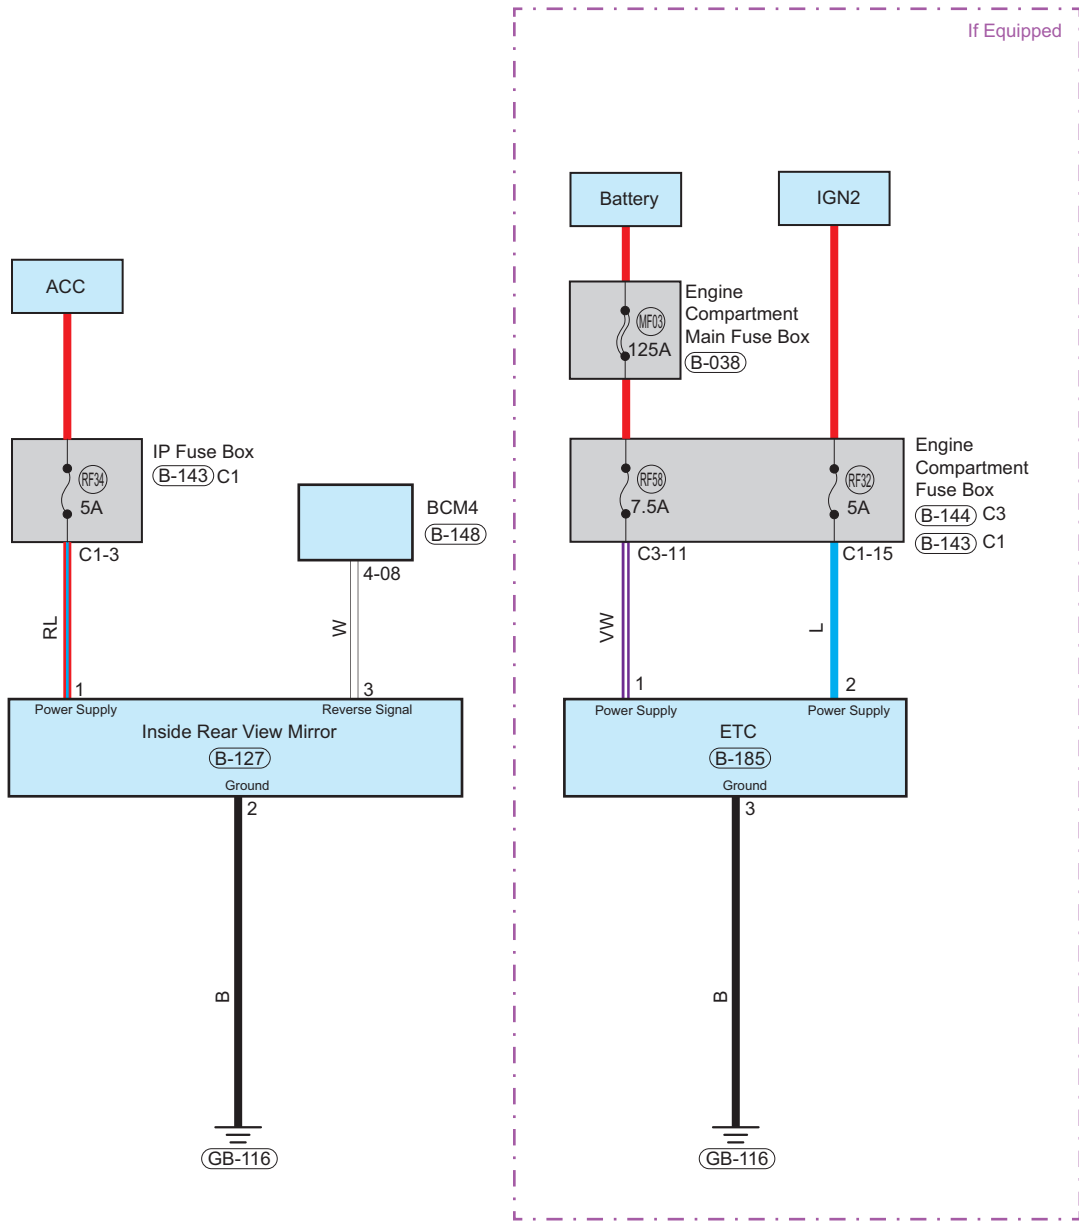 If Equipped
Battery
IGN2
ACC
MF03
125A
Engine
Compartment
Main Fuse Box
B-038
RF34
5A
IP Fuse Box
B-143 C1
C1-3
BCM4
B-148
4-08
RF58
7.5A
RF32
5A
Engine
Compartment
Fuse Box
B-144 C3
B-143 C1
C3-11
C1-15
RL
W
VW
L
1
3
Power Supply
Reverse Signal
Inside Rear View Mirror
B-127
Ground
2
1
2
Power Supply
Power Supply
ETC
B-185
Ground
3
B
B
GB-116
GB-116